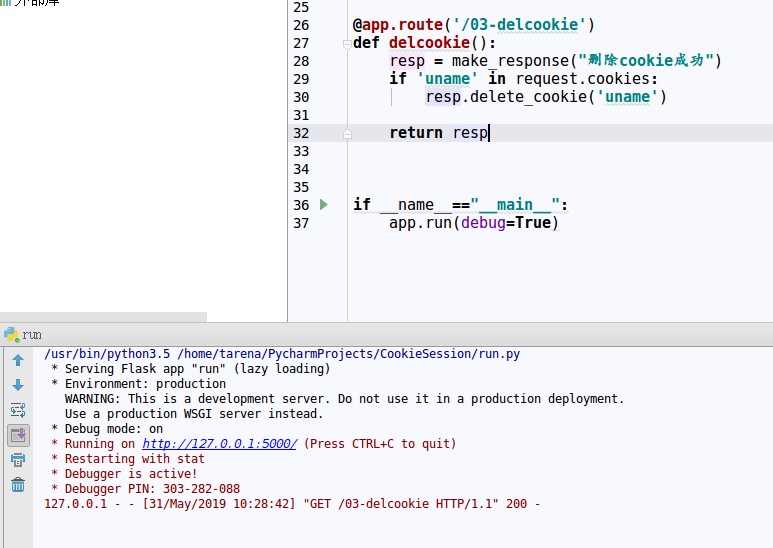 外部库
25
26 @app.route('/03-delcookie')
27 def delcookie():
28 resp = make_response("删除cookie成功")
29 if 'uname' in request.cookies:
30 resp.delete_cookie('uname')
31
32 return resp
33
34
35
36 if __name__=="__main__":
37 app.run(debug=True)
run
/usr/bin/python3.5 /home/tarena/PycharmProjects/CookieSession/run.py
* Serving Flask app "run" (lazy loading)
* Environment: production
WARNING: This is a development server. Do not use it in a production deployment.
Use a production WSGI server instead.
* Debug mode: on
* Running on http://127.0.0.1:5000/ (Press CTRL+C to quit)
* Restarting with stat
* Debugger is active!
* Debugger PIN: 303-282-088
127.0.0.1 - - [31/May/2019 10:28:42] "GET /03-delcookie HTTP/1.1" 200 -